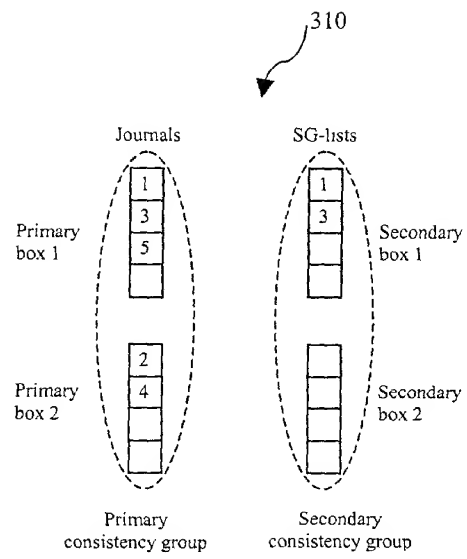 310
Journals
SG-lists
1
3
5
1
3
Primary
box 1
Secondary
box 1
2
4
Primary
box 2
Secondary
box 2
Primary
consistency group
Secondary
consistency group